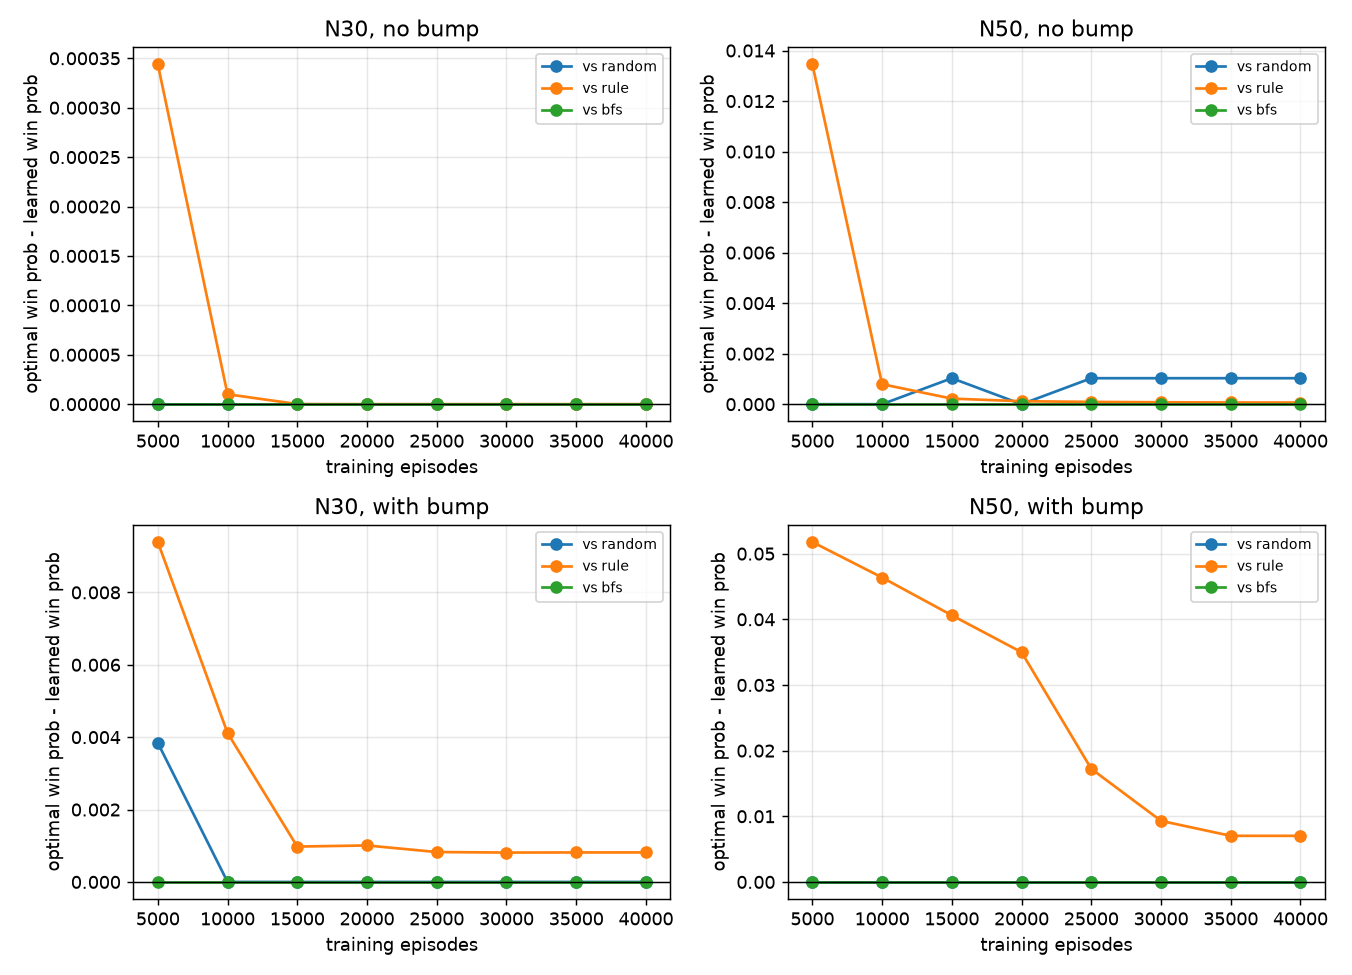 N30, no bump
optimal win prob - learned win prob
0.00035
0.00030
0.00025
0.00020
0.00015
0.00010
0.00005
0.00000
vs random
vs rule
vs bfs
5000 10000 15000 20000 25000 30000 35000 40000
training episodes
N50, no bump
optimal win prob - learned win prob
0.014
0.012
0.010
0.008
0.006
0.004
0.002
0.000
vs random
vs rule
vs bfs
5000 10000 15000 20000 25000 30000 35000 40000
training episodes
N30, with bump
optimal win prob - learned win prob
0.008
0.006
0.004
0.002
0.000
vs random
vs rule
vs bfs
5000 10000 15000 20000 25000 30000 35000 40000
training episodes
N50, with bump
optimal win prob - learned win prob
0.05
0.04
0.03
0.02
0.01
0.00
vs random
vs rule
vs bfs
5000 10000 15000 20000 25000 30000 35000 40000
training episodes